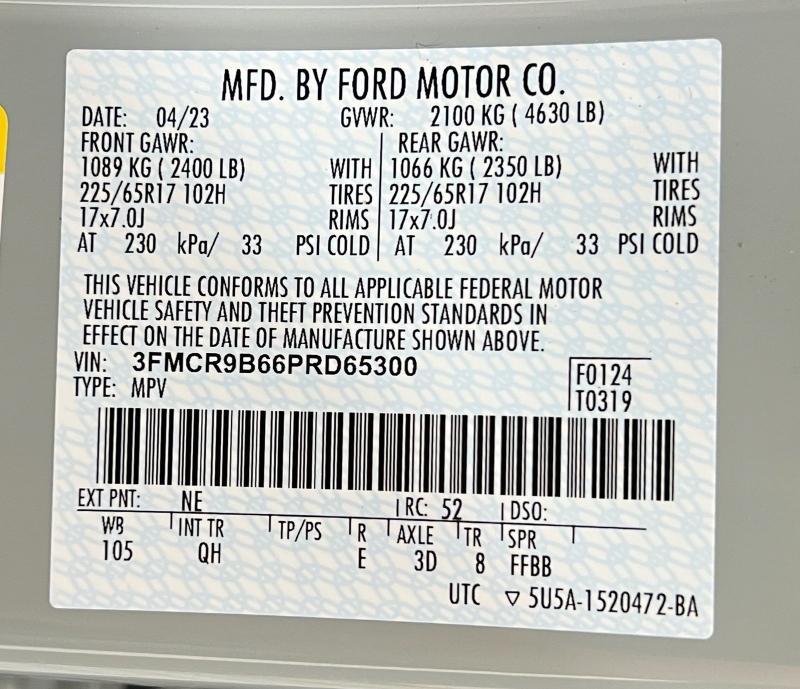 MFD. BY FORD MOTOR CO.
DATE: 04/23 GVWR: 2100 KG ( 4630 LB)
FRONT GAWR: REAR GAWR:
1089 KG ( 2400 LB) WITH 1066 KG ( 2350 LB) WITH
225/65R17 102H TIRES 225/65R17 102H TIRES
17x7.0J RIMS 17x7.0J RIMS
AT 230 kPa/ 33 PSI COLD AT 230 kPa/ 33 PSI COLD
THIS VEHICLE CONFORMS TO ALL APPLICABLE FEDERAL MOTOR
VEHICLE SAFETY AND THEFT PREVENTION STANDARDS IN
EFFECT ON THE DATE OF MANUFACTURE SHOWN ABOVE.
VIN: 3FMCR9B66PRD65300 F0124
TYPE: MPV T0319
EXT PNT: NE RC: 52 DSO:
WB INT TR TP/PS R AXLE TR SPR
105 QH E 3D 8 FFBB
UTC ▽ 5U5A-1520472-BA